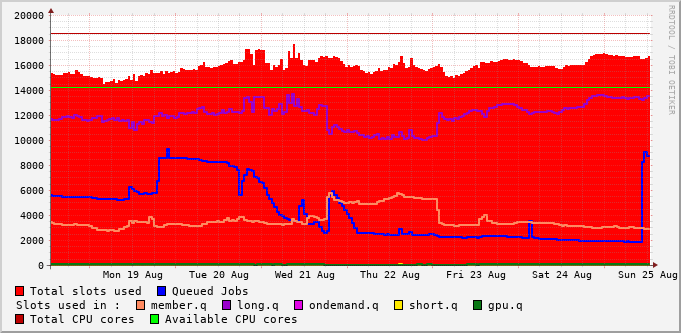 20000
18000
16000
14000
12000
10000
8000
6000
4000
2000
0
Mon 19 Aug Tue 20 Aug Wed 21 Aug Thu 22 Aug Fri 23 Aug Sat 24 Aug Sun 25 Aug
Total slots used Queued Jobs
Slots used in : member.q long.q ondemand.q short.q gpu.q
Total CPU cores Available CPU cores
RRDTOOL / TOBI OETIKER